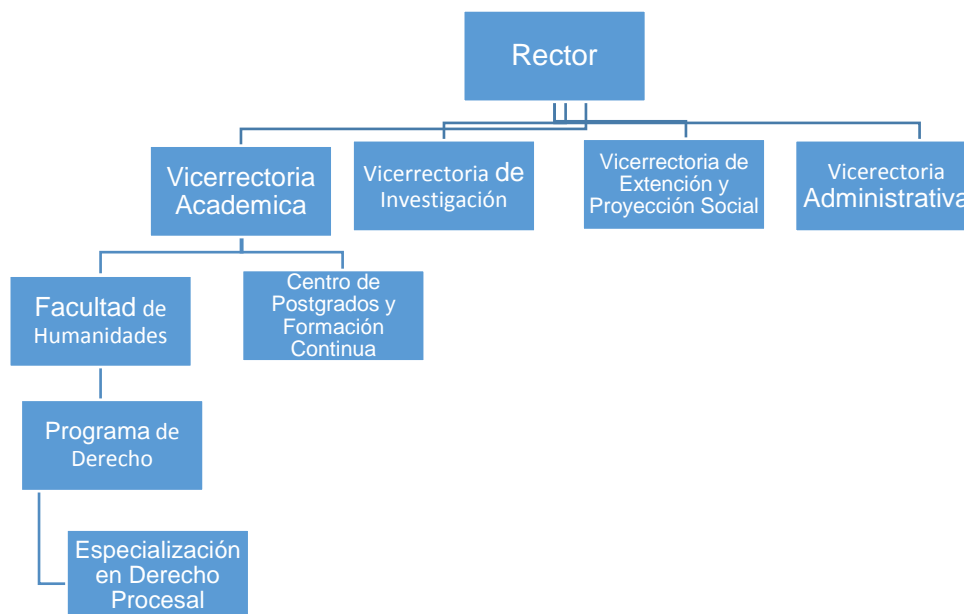 Rector
Vicerrectoria
Academica
Vicerrectoria de
Investigación
Vicerrectoria de
Extención y
Proyección Social
Vicerectoria
Administrativa
Facultad de
Humanidades
Centro de
Postgrados y
Formación
Continua
Programa de
Derecho
Especialización
en Derecho
Procesal